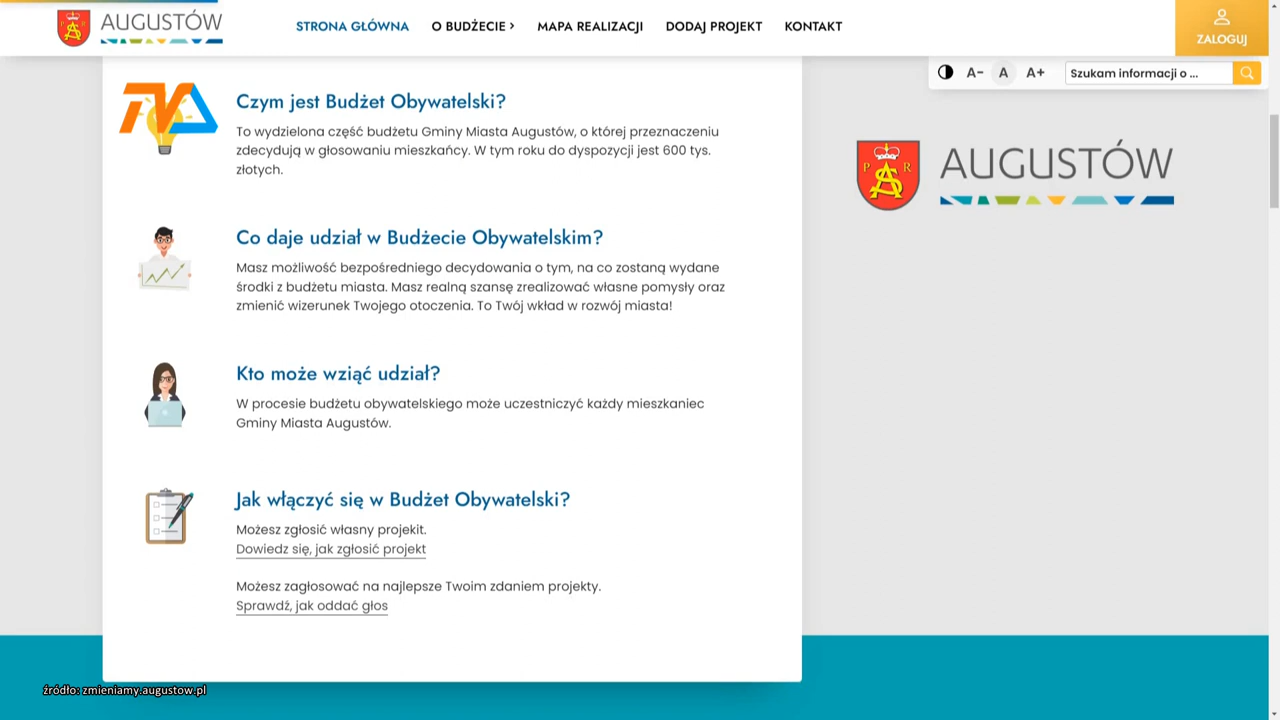 AUGUSTÓW
STRONA GŁÓWNA
O BUDŻECIE
MAPA REALIZACJI
DODAJ PROJEKT
KONTAKT
ZALOGUJ
A-
A
A+
Szukam informacji o ...
P R
AUGUSTÓW
Czym jest Budżet Obywatelski?
To wydzielona część budżetu Gminy Miasta Augustów, o której przeznaczeniu
zdecydują w głosowaniu mieszkańcy. W tym roku do dyspozycji jest 600 tys.
złotych.
Co daje udział w Budżecie Obywatelskim?
Masz możliwość bezpośredniego decydowania o tym, na co zostaną wydane
środki z budżetu miasta. Masz realną szansę zrealizować własne pomysły oraz
zmienić wizerunek Twojego otoczenia. To Twój wkład w rozwój miasta!
Kto może wziąć udział?
W procesie budżetu obywatelskiego może uczestniczyć każdy mieszkaniec
Gminy Miasta Augustów.
Jak włączyć się w Budżet Obywatelski?
Możesz zgłosić własny projekit.
Dowiedz się, jak zgłosić projekt
Możesz zagłosować na najlepsze Twoim zdaniem projekty.
Sprawdź, jak oddać głos
źródło: zmieniamy.augustow.pl